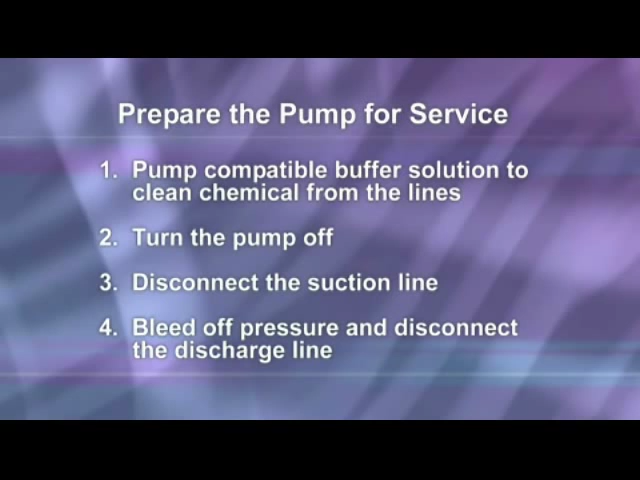 Prepare the Pump for Service
1. Pump compatible buffer solution to
clean chemical from the lines
2. Turn the pump off
3. Disconnect the suction line
4. Bleed off pressure and disconnect
the discharge line